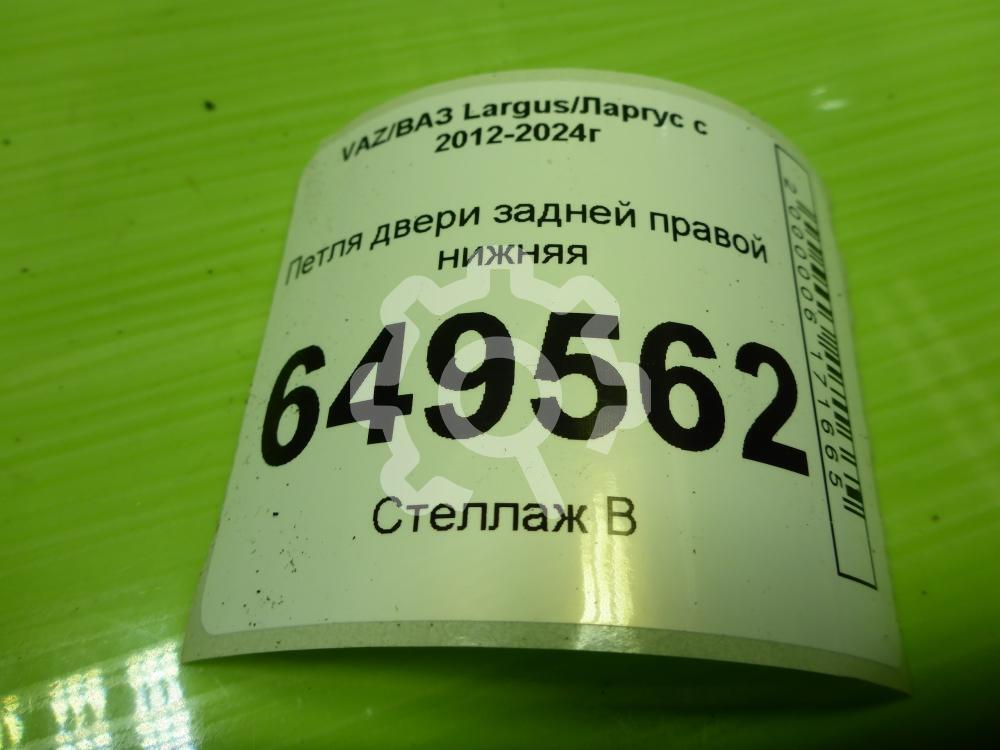 VAZ/ВАЗ Largus/Ларгус с
2012-2024г
Петля двери задней правой
нижняя
649562
Стеллаж В
2000006171665